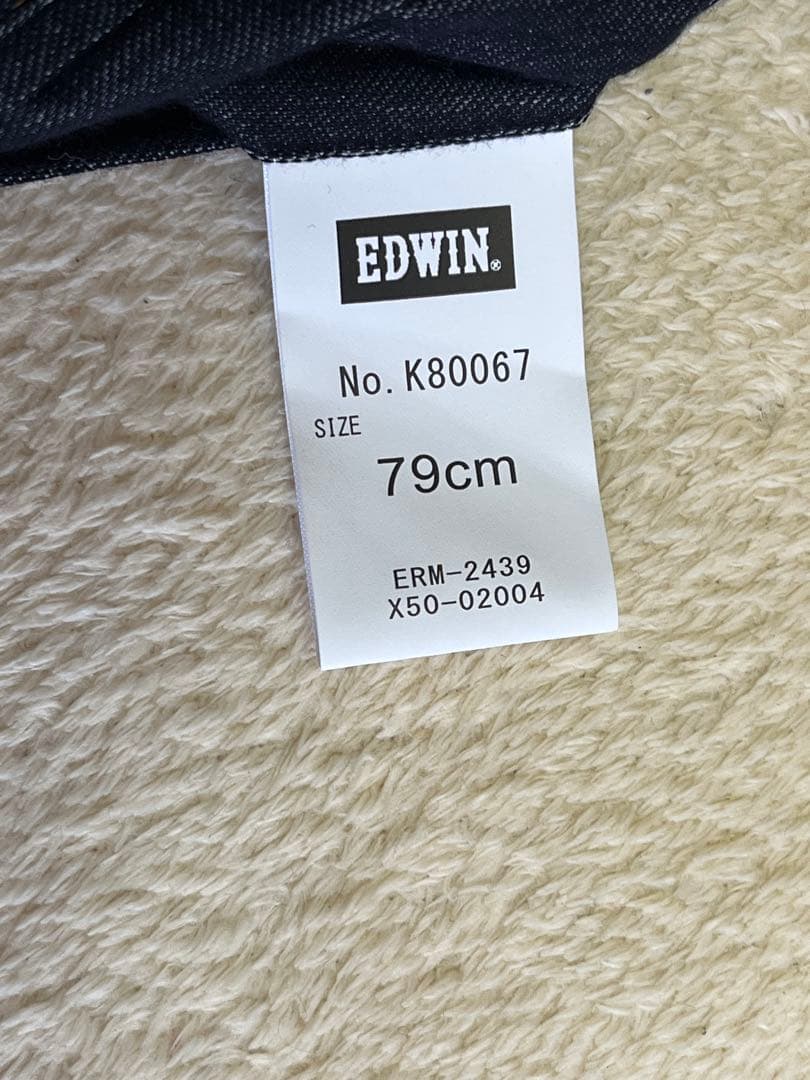 EDWIN®
No. K80067
SIZE
79cm
ERM-2439
X50-02004